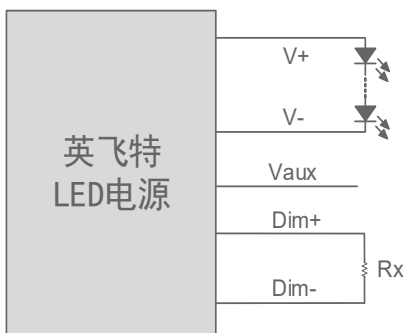 英飞特
LED电源
V+
V-
Vaux
Dim+
Rx
Dim-